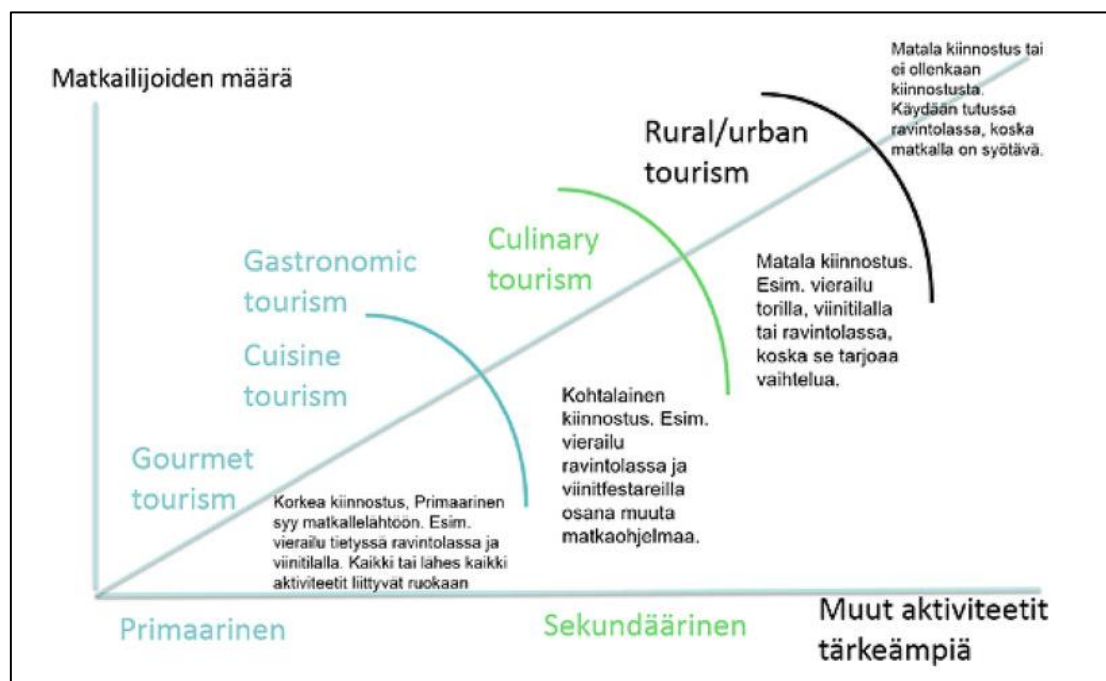 Matkailijoiden määrä
Matala kiinnostus tai
ei ollenkaan
kiinnostusta.
Käydään tutussa
ravintolassa, koska
matkalla on syötävä.
Rural/urban
tourism
Culinary
tourism
Gastronomic
tourism
Matala kiinnostus.
Esim. vierailu
torilla, viinitilalla
tai ravintolassa,
koska se tarjoaa
vaihtelua.
Cuisine
tourism
Kohtalainen
kiinnostus. Esim.
vierailu
ravintolassa ja
viinitfestareilla
osana muuta
matkaohjelmaa.
Gourmet
tourism
Korkea kiinnostus, Primaarinen
syy matkallelähtöön. Esim.
vierailu tietyssä ravintolassa ja
viinitilalla. Kaikki tai lähes kaikki
aktiviteetit liittyvät ruokaan
Primaarinen
Sekundäärinen
Muut aktiviteetit
tärkeämpiä